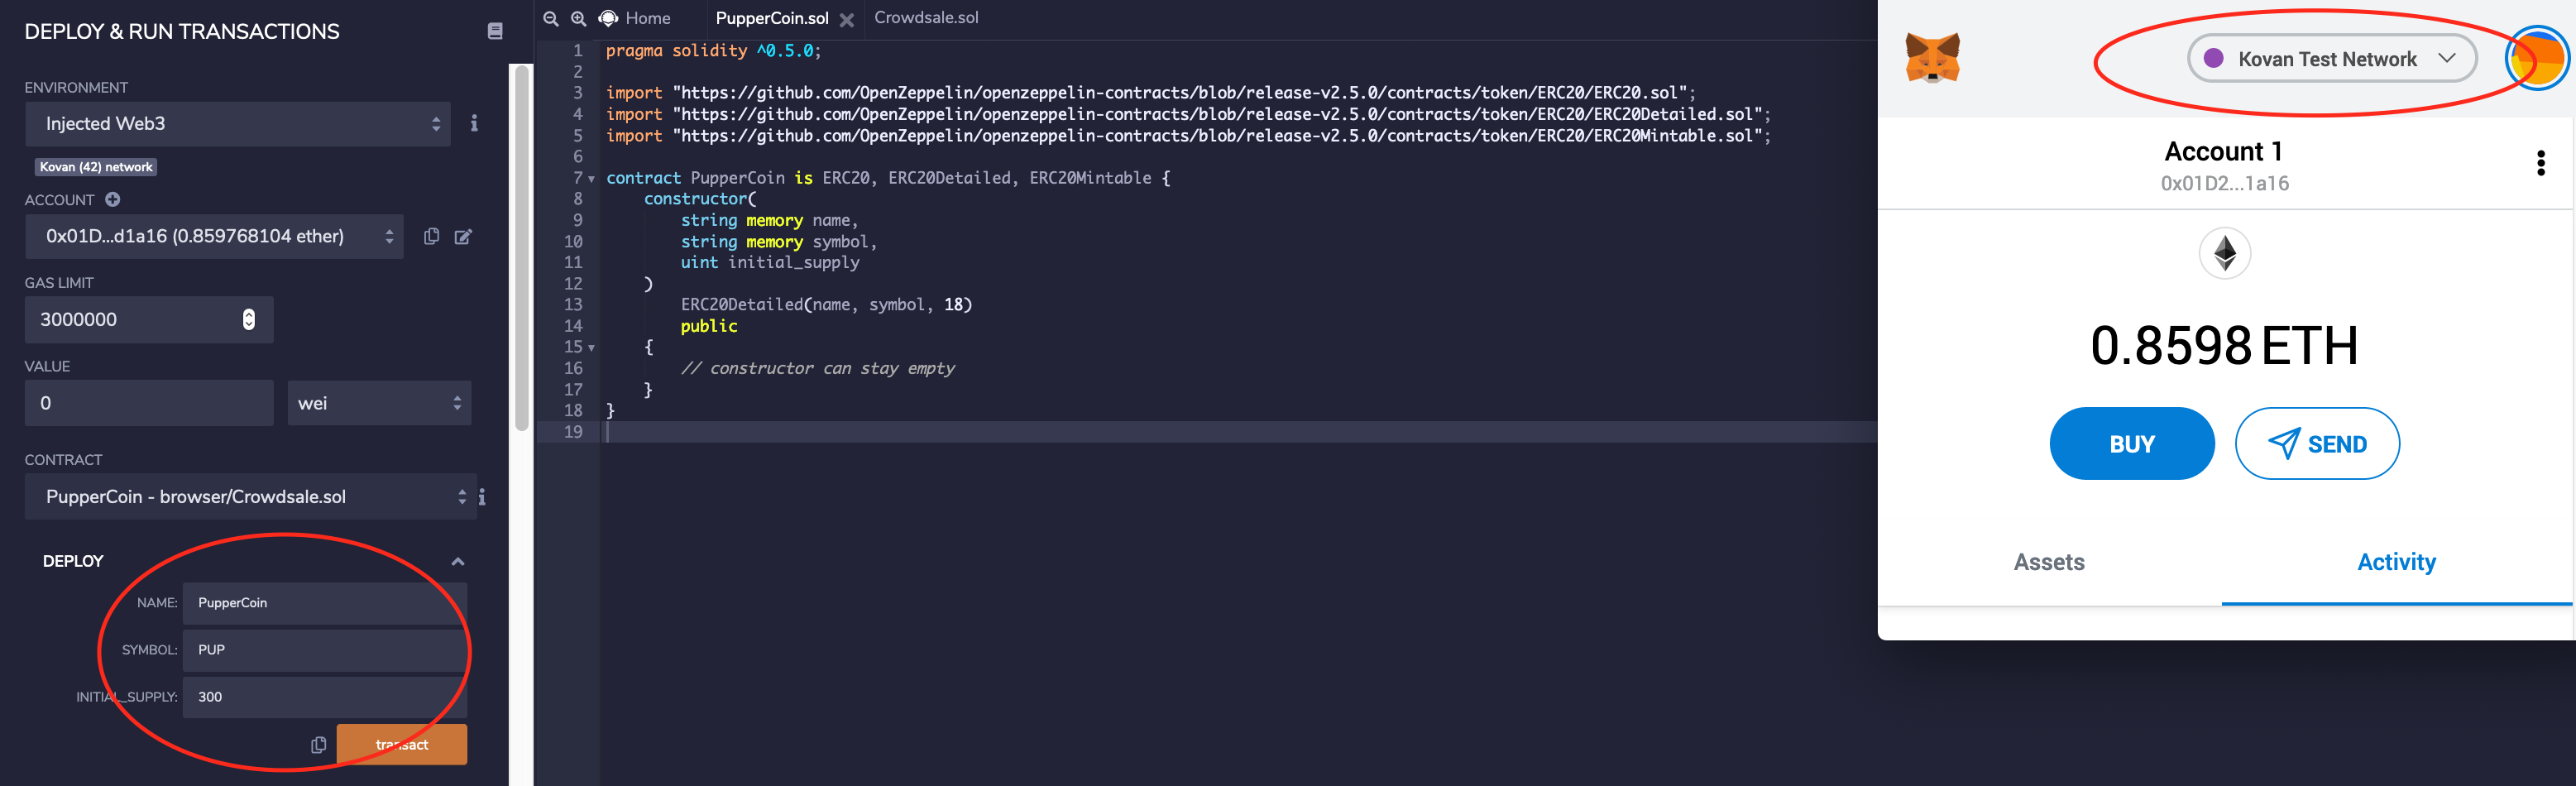 DEPLOY & RUN TRANSACTIONS
ENVIRONMENT
Injected Web3
Kovan (42) network
ACCOUNT
0x01D...d1a16 (0.859768104 ether)
GAS LIMIT
3000000
VALUE
0
wei
CONTRACT
PupperCoin - browser/Crowdsale.sol
DEPLOY
NAME: PupperCoin
SYMBOL: PUP
INITIAL_SUPPLY: 300
transact
Home
PupperCoin.sol
Crowdsale.sol
1 pragma solidity ^0.5.0;
2
3 import "https://github.com/OpenZeppelin/openzeppelin-contracts/blob/release-v2.5.0/contracts/token/ERC20/ERC20.sol";
4 import "https://github.com/OpenZeppelin/openzeppelin-contracts/blob/release-v2.5.0/contracts/token/ERC20/ERC20Detailed.sol";
5 import "https://github.com/OpenZeppelin/openzeppelin-contracts/blob/release-v2.5.0/contracts/token/ERC20/ERC20Mintable.sol";
6
7 contract PupperCoin is ERC20, ERC20Detailed, ERC20Mintable {
8 constructor(
9 string memory name,
10 string memory symbol,
11 uint initial_supply
12 )
13 ERC20Detailed(name, symbol, 18)
14 public
15 {
16 // constructor can stay empty
17 }
18 }
19
Kovan Test Network
Account 1
0x01D2...1a16
0.8598 ETH
BUY
SEND
Assets
Activity